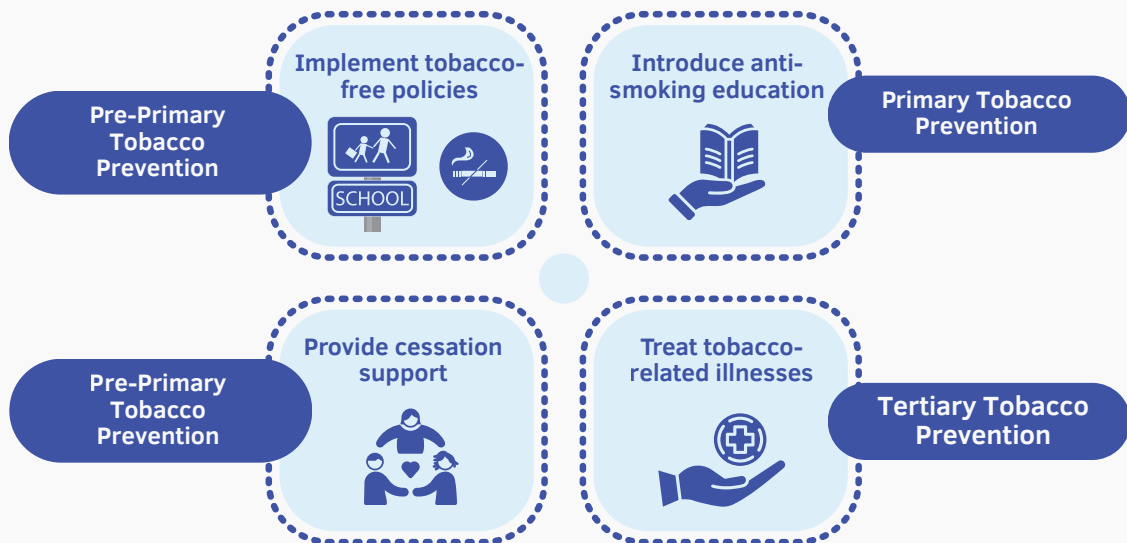 Implement tobacco-
free policies
Pre-Primary
Tobacco
Prevention
SCHOOL
Introduce anti-
smoking education
Primary Tobacco
Prevention
Provide cessation
support
Pre-Primary
Tobacco
Prevention
Treat tobacco-
related illnesses
Tertiary Tobacco
Prevention